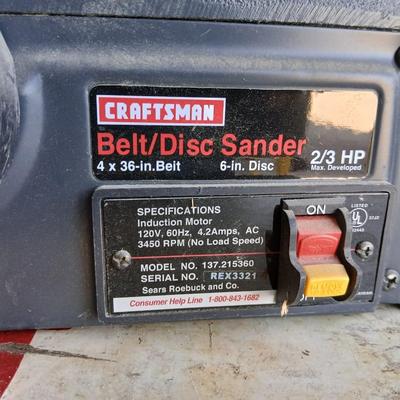 CRAFTSMAN
Belt/Disc Sander
4 x 36-in.Belt 6-in. Disc
2/3 HP
Max. Developed
SPECIFICATIONS
Induction Motor
120V, 60Hz, 4.2Amps, AC
3450 RPM (No Load Speed)
MODEL NO. 137.215360
SERIAL NO. REX3321
Sears Roebuck and Co.
Consumer Help Line 1-800-843-1682
ON
LISTED
UL